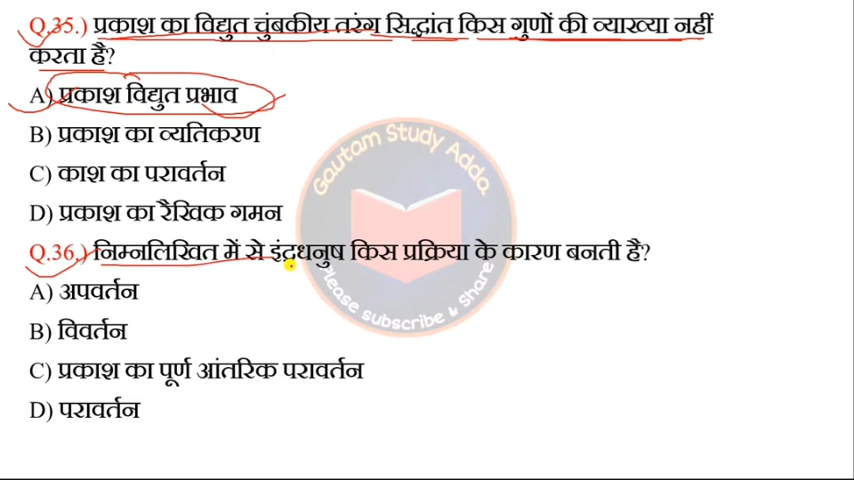 Q.35.) प्रकाश का विद्युत चुंबकीय तरंग सिद्धांत किस गुणों की व्याख्या नहीं
करता है?
A) प्रकाश विद्युत प्रभाव
B) प्रकाश का व्यतिकरण
C) काश का परावर्तन
D) प्रकाश का रैखिक गमन
Q.36.) निम्नलिखित में से इंद्रधनुष किस प्रक्रिया के कारण बनती है?
A) अपवर्तन
B) विवर्तन
C) प्रकाश का पूर्ण आंतरिक परावर्तन
D) परावर्तन
Gautam Study Adda
Please subscribe & Share